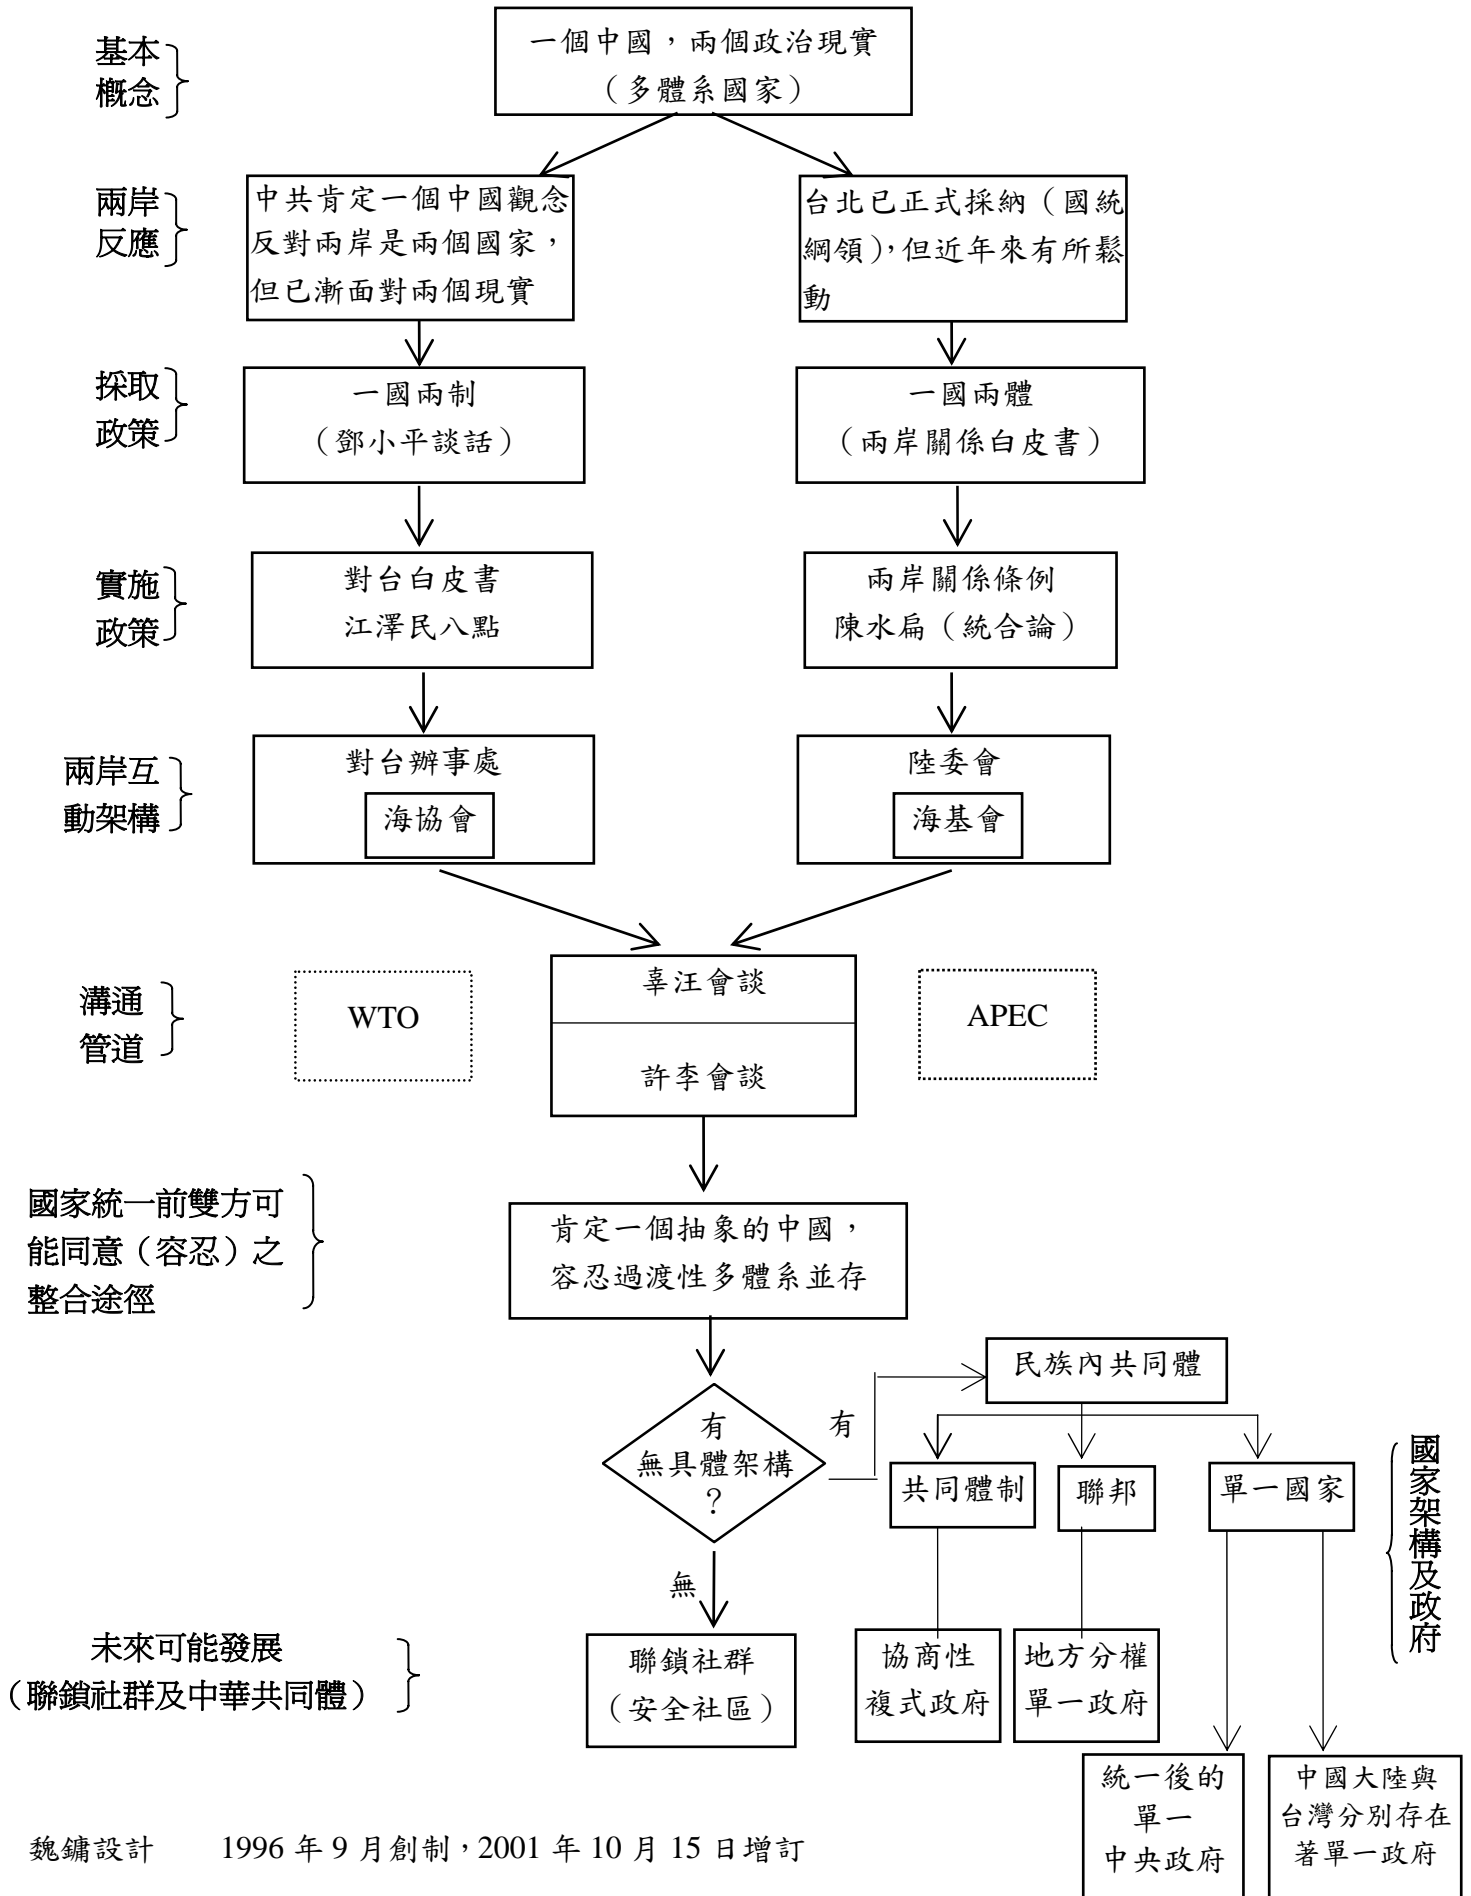 基本
概念
一個中國，兩個政治現實
（多體系國家）
兩岸
反應
中共肯定一個中國觀念
反對兩岸是兩個國家，
但已漸面對兩個現實
台北已正式採納（國統
綱領），但近年來有所鬆
動
採取
政策
一國兩制
（鄧小平談話）
一國兩體
（兩岸關係白皮書）
實施
政策
對台白皮書
江澤民八點
兩岸關係條例
陳水扁（統合論）
兩岸互
動架構
對台辦事處
海協會
陸委會
海基會
溝通
管道
WTO
辜汪會談
許李會談
APEC
國家統一前雙方可
能同意（容忍）之
整合途徑
肯定一個抽象的中國，
容忍過渡性多體系並存
有
無具體架構
？
有
民族內共同體
共同體制
聯邦
單一國家
國家架構及政府
無
未來可能發展
（聯鎖社群及中華共同體）
聯鎖社群
（安全社區）
協商性
複式政府
地方分權
單一政府
統一後的
單一
中央政府
中國大陸與
台灣分別存在
著單一政府
魏鏞設計 1996 年 9 月創制，2001 年 10 月 15 日增訂